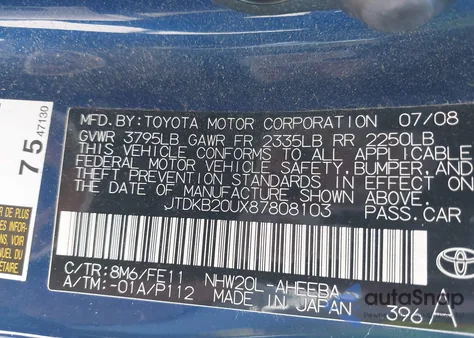 MFD.BY:TOYOTA MOTOR CORPORATION 07/08
GVWR 3795LB GAWR FR 2335LB RR 2250LB
THIS VEHICLE CONFORMS TO ALL APPLICABLE
FEDERAL MOTOR VEHICLE SAFETY, BUMPER, AND
THEFT PREVENTION STANDARDS IN EFFECT ON
THE DATE OF MANUFACTURE SHOWN ABOVE.
JTDKB20UX87808103 PASS.CAR
C/TR:8M6/FE11 NHW20L-AHEEBA
A/TM:-01A/P112 MADE IN JAPAN 396 A
TOYOTA
75 47130
autosnap